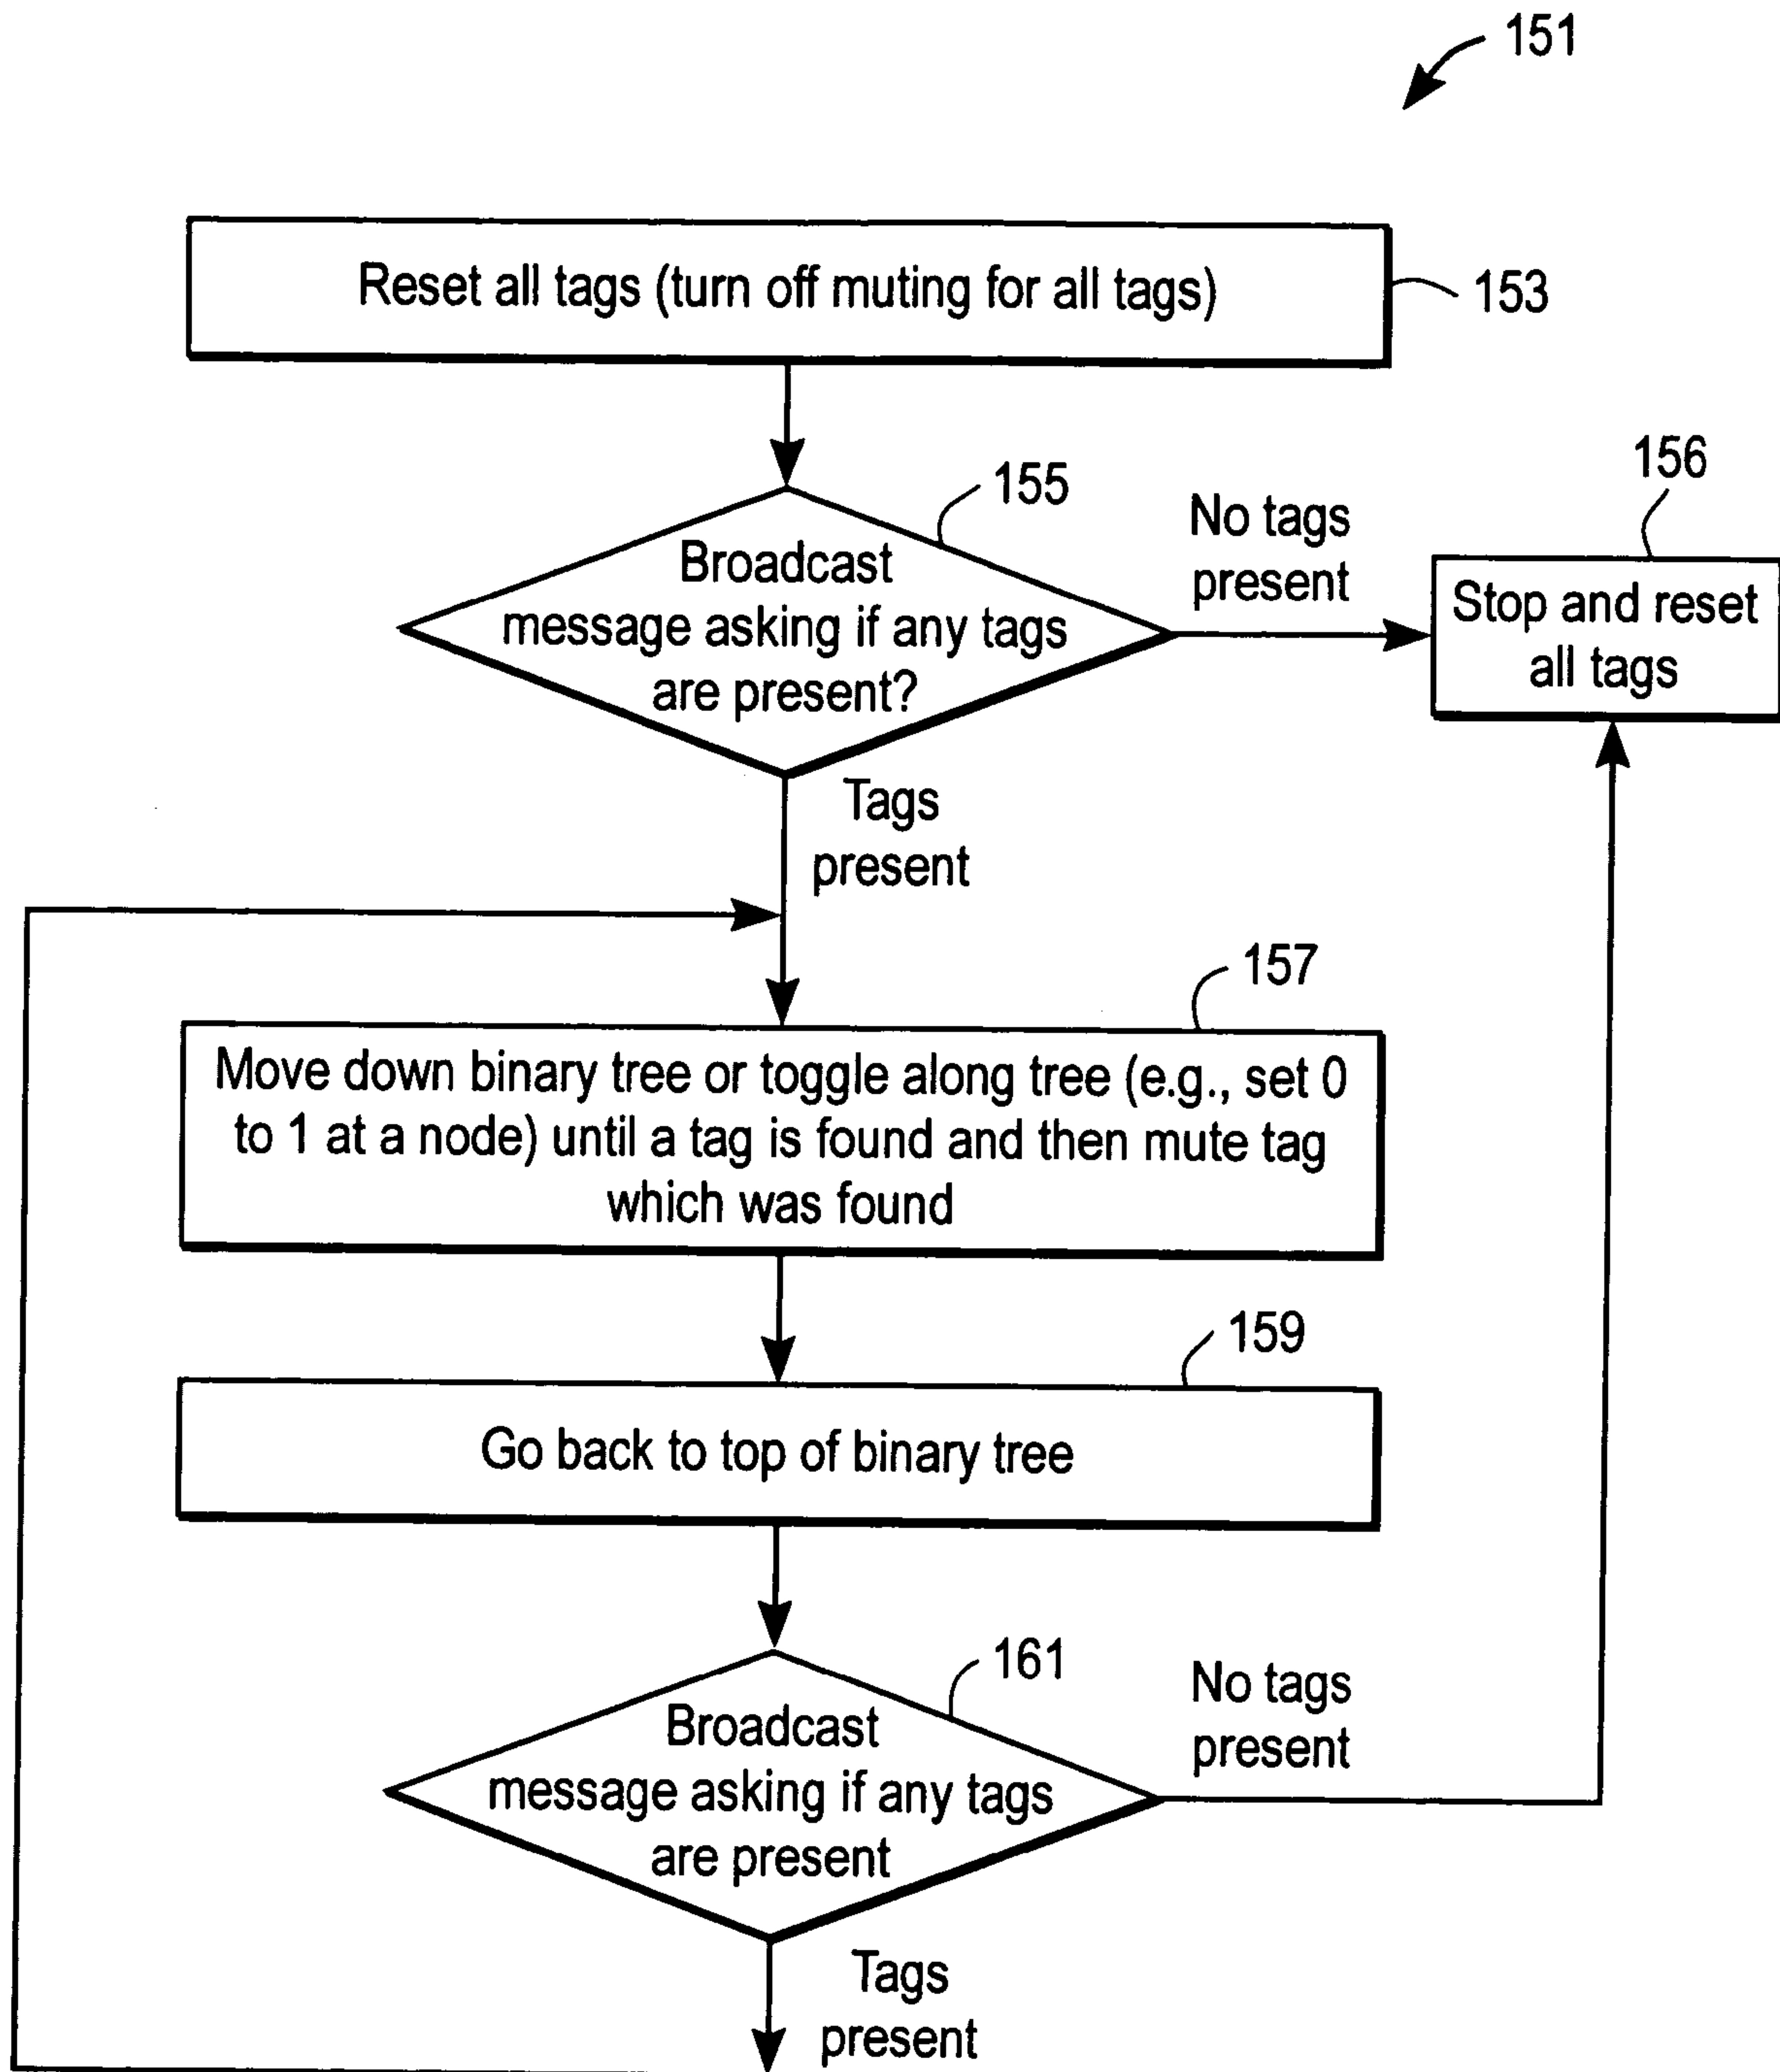 151
Reset all tags (turn off muting for all tags)
153
155
Broadcast
message asking if any tags
are present?
No tags
present
156
Stop and reset
all tags
Tags
present
157
Move down binary tree or toggle along tree (e.g., set 0
to 1 at a node) until a tag is found and then mute tag
which was found
159
Go back to top of binary tree
161
Broadcast
message asking if any tags
are present
No tags
present
Tags
present